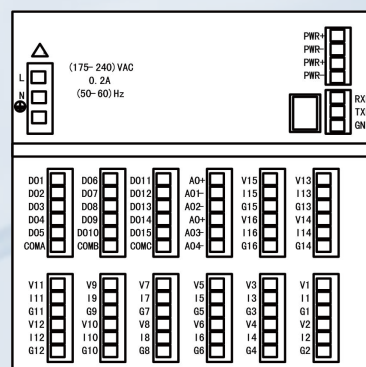 PWR+
PWR-
PWR+
PWR-
L
N
(175-240)VAC
0.2A
(50-60)Hz
RX
TX
GN
DO1
DO2
DO3
DO4
DO5
COMA
DO6
DO7
DO8
DO9
DO10
COMB
DO11
DO12
DO13
DO14
DO15
COMC
AO+
AO1-
AO2-
AO+
AO3-
AO4-
V15
I15
G15
V16
I16
G16
V13
I13
G13
V14
I14
G14
V11
I11
G11
V12
I12
G12
V9
I9
G9
V10
I10
G10
V7
I7
G7
V8
I8
G8
V5
I5
G5
V6
I6
G6
V3
I3
G3
V4
I4
G4
V1
I1
G1
V2
I2
G2